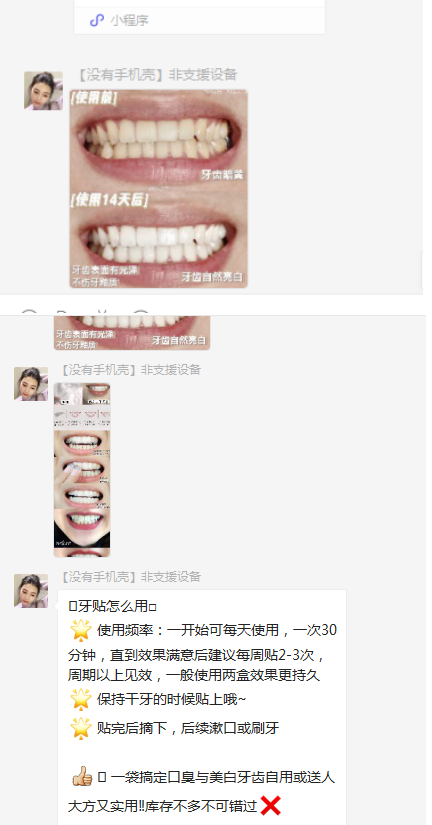 小程序
【没有手机壳】非支援设备
[使用前]
牙齿暗黄
[使用14天后]
牙齿表面有光泽
不伤牙釉质
牙齿自然亮白
牙齿表面有光泽
不伤牙釉质
牙齿自然亮白
【没有手机壳】非支援设备
【没有手机壳】非支援设备
牙贴怎么用
🌟 使用频率：一开始可每天使用，一次30
分钟，直到效果满意后建议每周贴2-3次，
周期以上见效，一般使用两盒效果更持久
🌟 保持干牙的时候贴上哦~
🌟 贴完后摘下，后续漱口或刷牙
👍 一袋搞定口臭与美白牙齿自用或送人
大方又实用!!库存不多不可错过❌